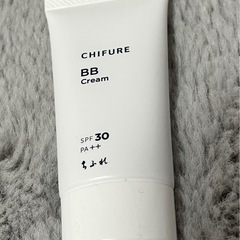 CHIFURE
BB
Cream
SPF 30
PA++
ちふれ